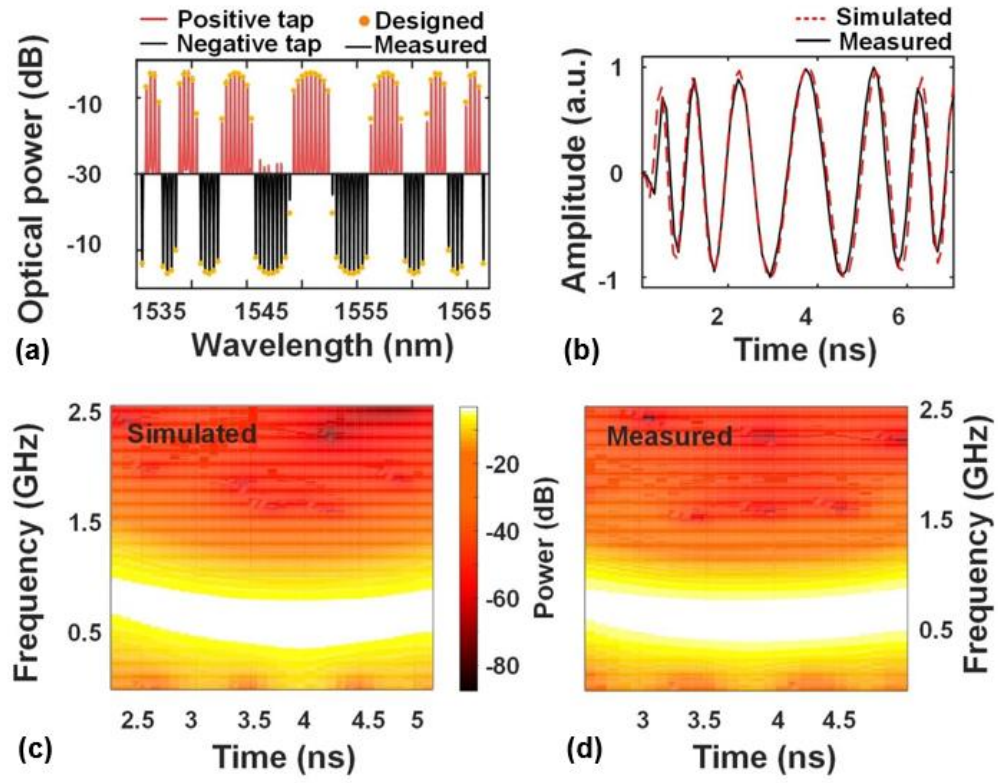 Positive tap
Negative tap
Designed
Measured
Optical power (dB)
-10
-30
-10
1535
1545
1555
1565
Wavelength (nm)
(a)
Simulated
Measured
Amplitude (a.u.)
1
0
-1
2
4
6
Time (ns)
(b)
Simulated
Frequency (GHz)
2.5
1.5
0.5
2.5
3
3.5
4
4.5
5
Time (ns)
(c)
-20
-40
-60
-80
Power (dB)
Measured
2.5
1.5
0.5
Frequency (GHz)
3
3.5
4
4.5
Time (ns)
(d)